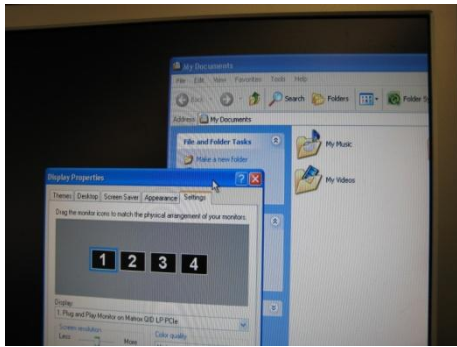 My Documents
File Edit View Favorites Tools Help
Back Search Folders Folder S
Address My Documents
File and Folder Tasks
Make a new folder
My Music
My Videos
Display Properties
Themes Desktop Screen Saver Appearance Settings
Drag the monitor icons to match the physical arrangement of your monitors.
1 2 3 4
Display:
1. Plug and Play Monitor on Matrox QID LP PCIe
Screen resolution Color quality
Less More